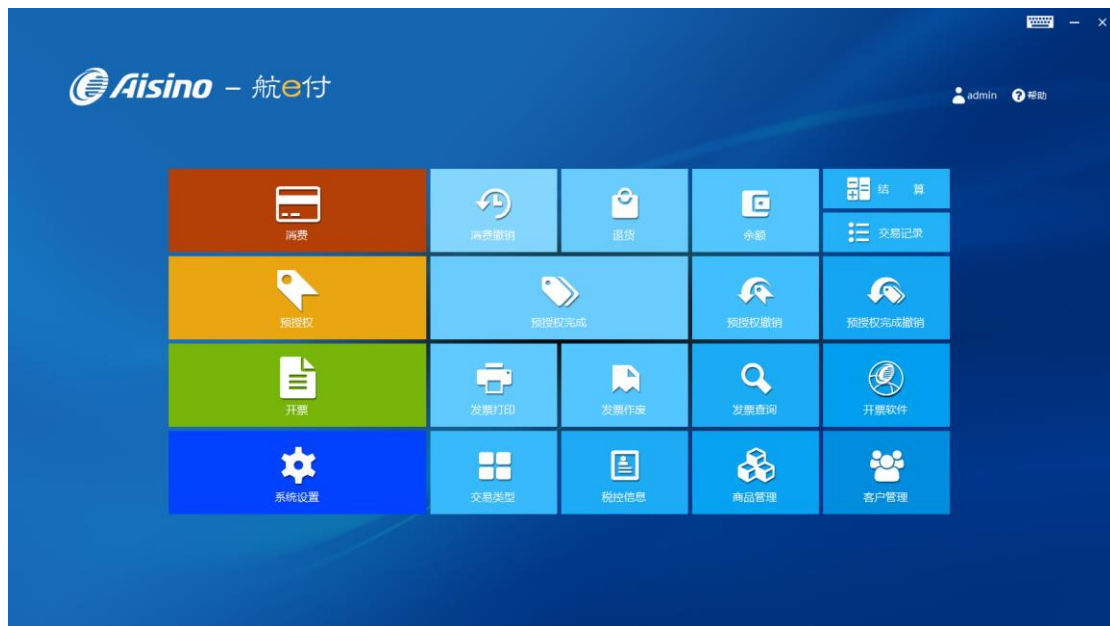 Aisino – 航e付
admin 帮助
消费
消费撤销
退货
余额
结 算
交易记录
预授权
预授权完成
预授权撤销
预授权完成撤销
开票
发票打印
发票作废
发票查询
开票软件
系统设置
交易类型
税控信息
商品管理
客户管理